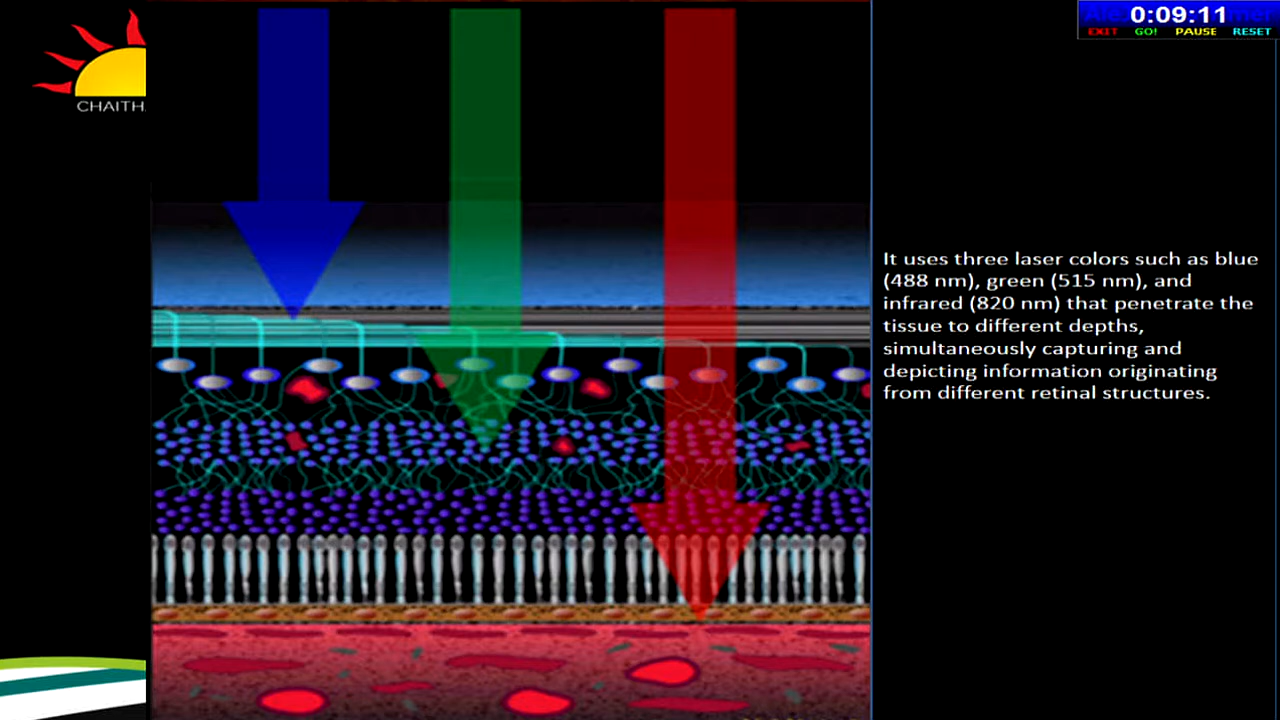 0:09:11
EXIT GO! PAUSE RESET
CHAITH
It uses three laser colors such as blue
(488 nm), green (515 nm), and
infrared (820 nm) that penetrate the
tissue to different depths,
simultaneously capturing and
depicting information originating
from different retinal structures.